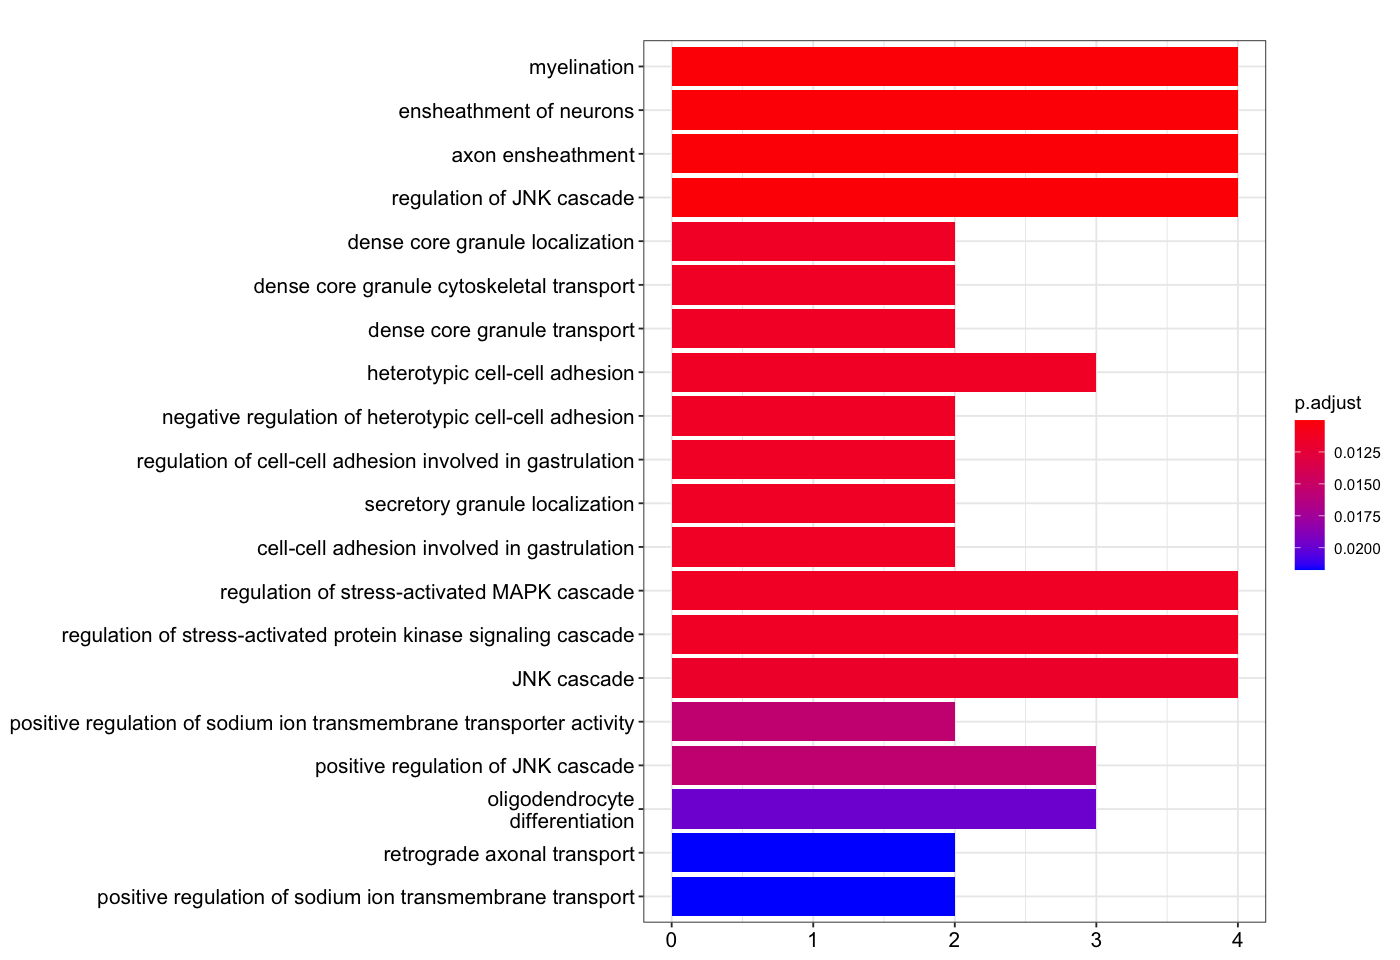 myelination
ensheathment of neurons
axon ensheathment
regulation of JNK cascade
dense core granule localization
dense core granule cytoskeletal transport
dense core granule transport
heterotypic cell-cell adhesion
negative regulation of heterotypic cell-cell adhesion
regulation of cell-cell adhesion involved in gastrulation
secretory granule localization
cell-cell adhesion involved in gastrulation
regulation of stress-activated MAPK cascade
regulation of stress-activated protein kinase signaling cascade
JNK cascade
positive regulation of sodium ion transmembrane transporter activity
positive regulation of JNK cascade
oligodendrocyte
differentiation
retrograde axonal transport
positive regulation of sodium ion transmembrane transport
0 1 2 3 4
p.adjust
0.0125
0.0150
0.0175
0.0200